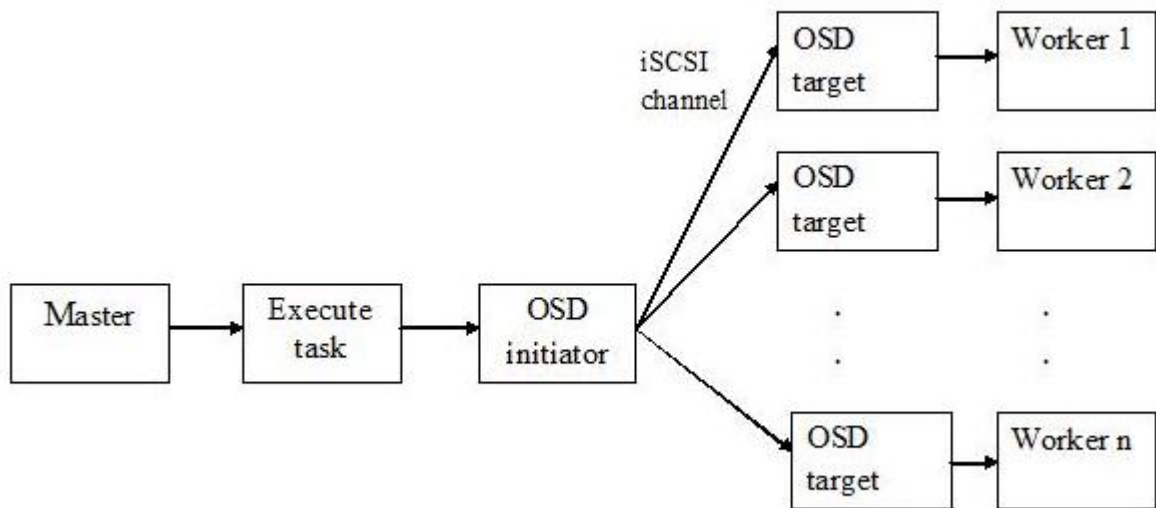 Master
Execute
task
OSD
initiator
iSCSI
channel
OSD
target
Worker 1
OSD
target
Worker 2
. .
. .
OSD
target
Worker n